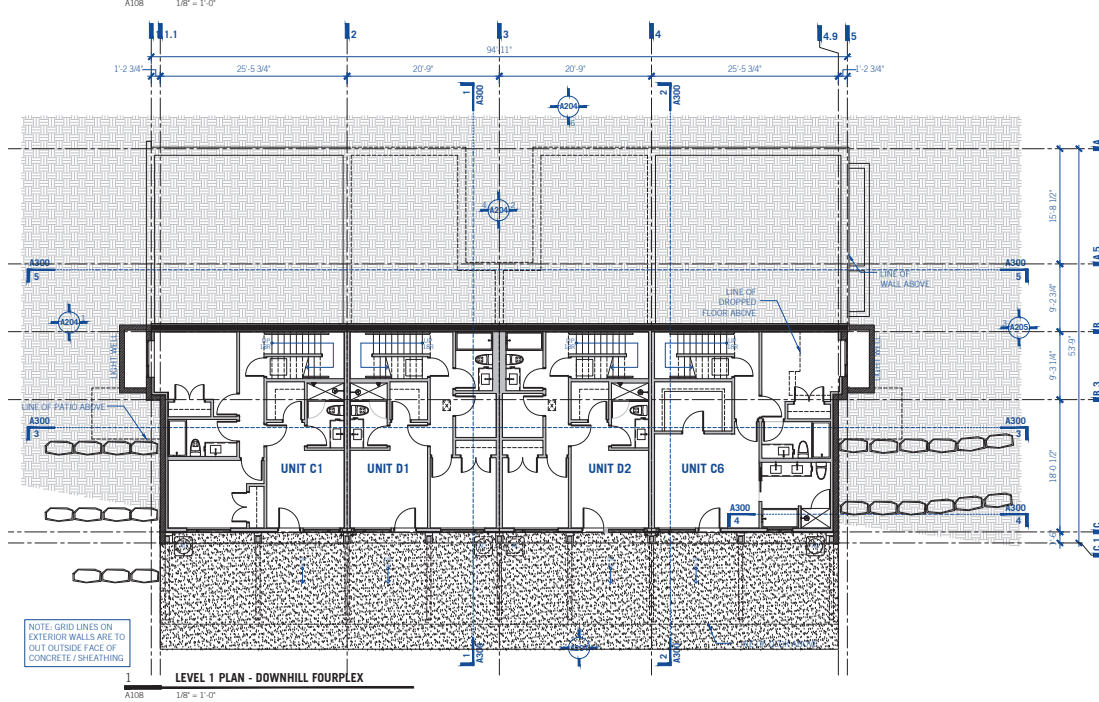 A108 1/8" = 1'-0"
1 1.1 2 3 4 4.9 5
94'-11"
1'-2 3/4" 25'-5 3/4" 20'-9" 20'-9" 25'-5 3/4" 1'-2 3/4"
1 A300
2 A300
A204
A204
15'-8 1/2"
A300
5
A300
5
LINE OF
WALL ABOVE
LINE OF
DROPPED
FLOOR ABOVE
9'-2 3/4"
A204
A205
53'-9"
LIGHT WELL
LIGHT WELL
9'-3 1/4"
LINE OF PATIO ABOVE
A300
3
A300
3
UNIT C1
UNIT D1
UNIT D2
UNIT C6
18'-0 1/2"
A300
4
A300
4
NOTE: GRID LINES ON
EXTERIOR WALLS ARE TO
OUT OUTSIDE FACE OF
CONCRETE / SHEATHING
1 A300
2 A300
1 LEVEL 1 PLAN - DOWNHILL FOURPLEX
A108 1/8" = 1'-0"